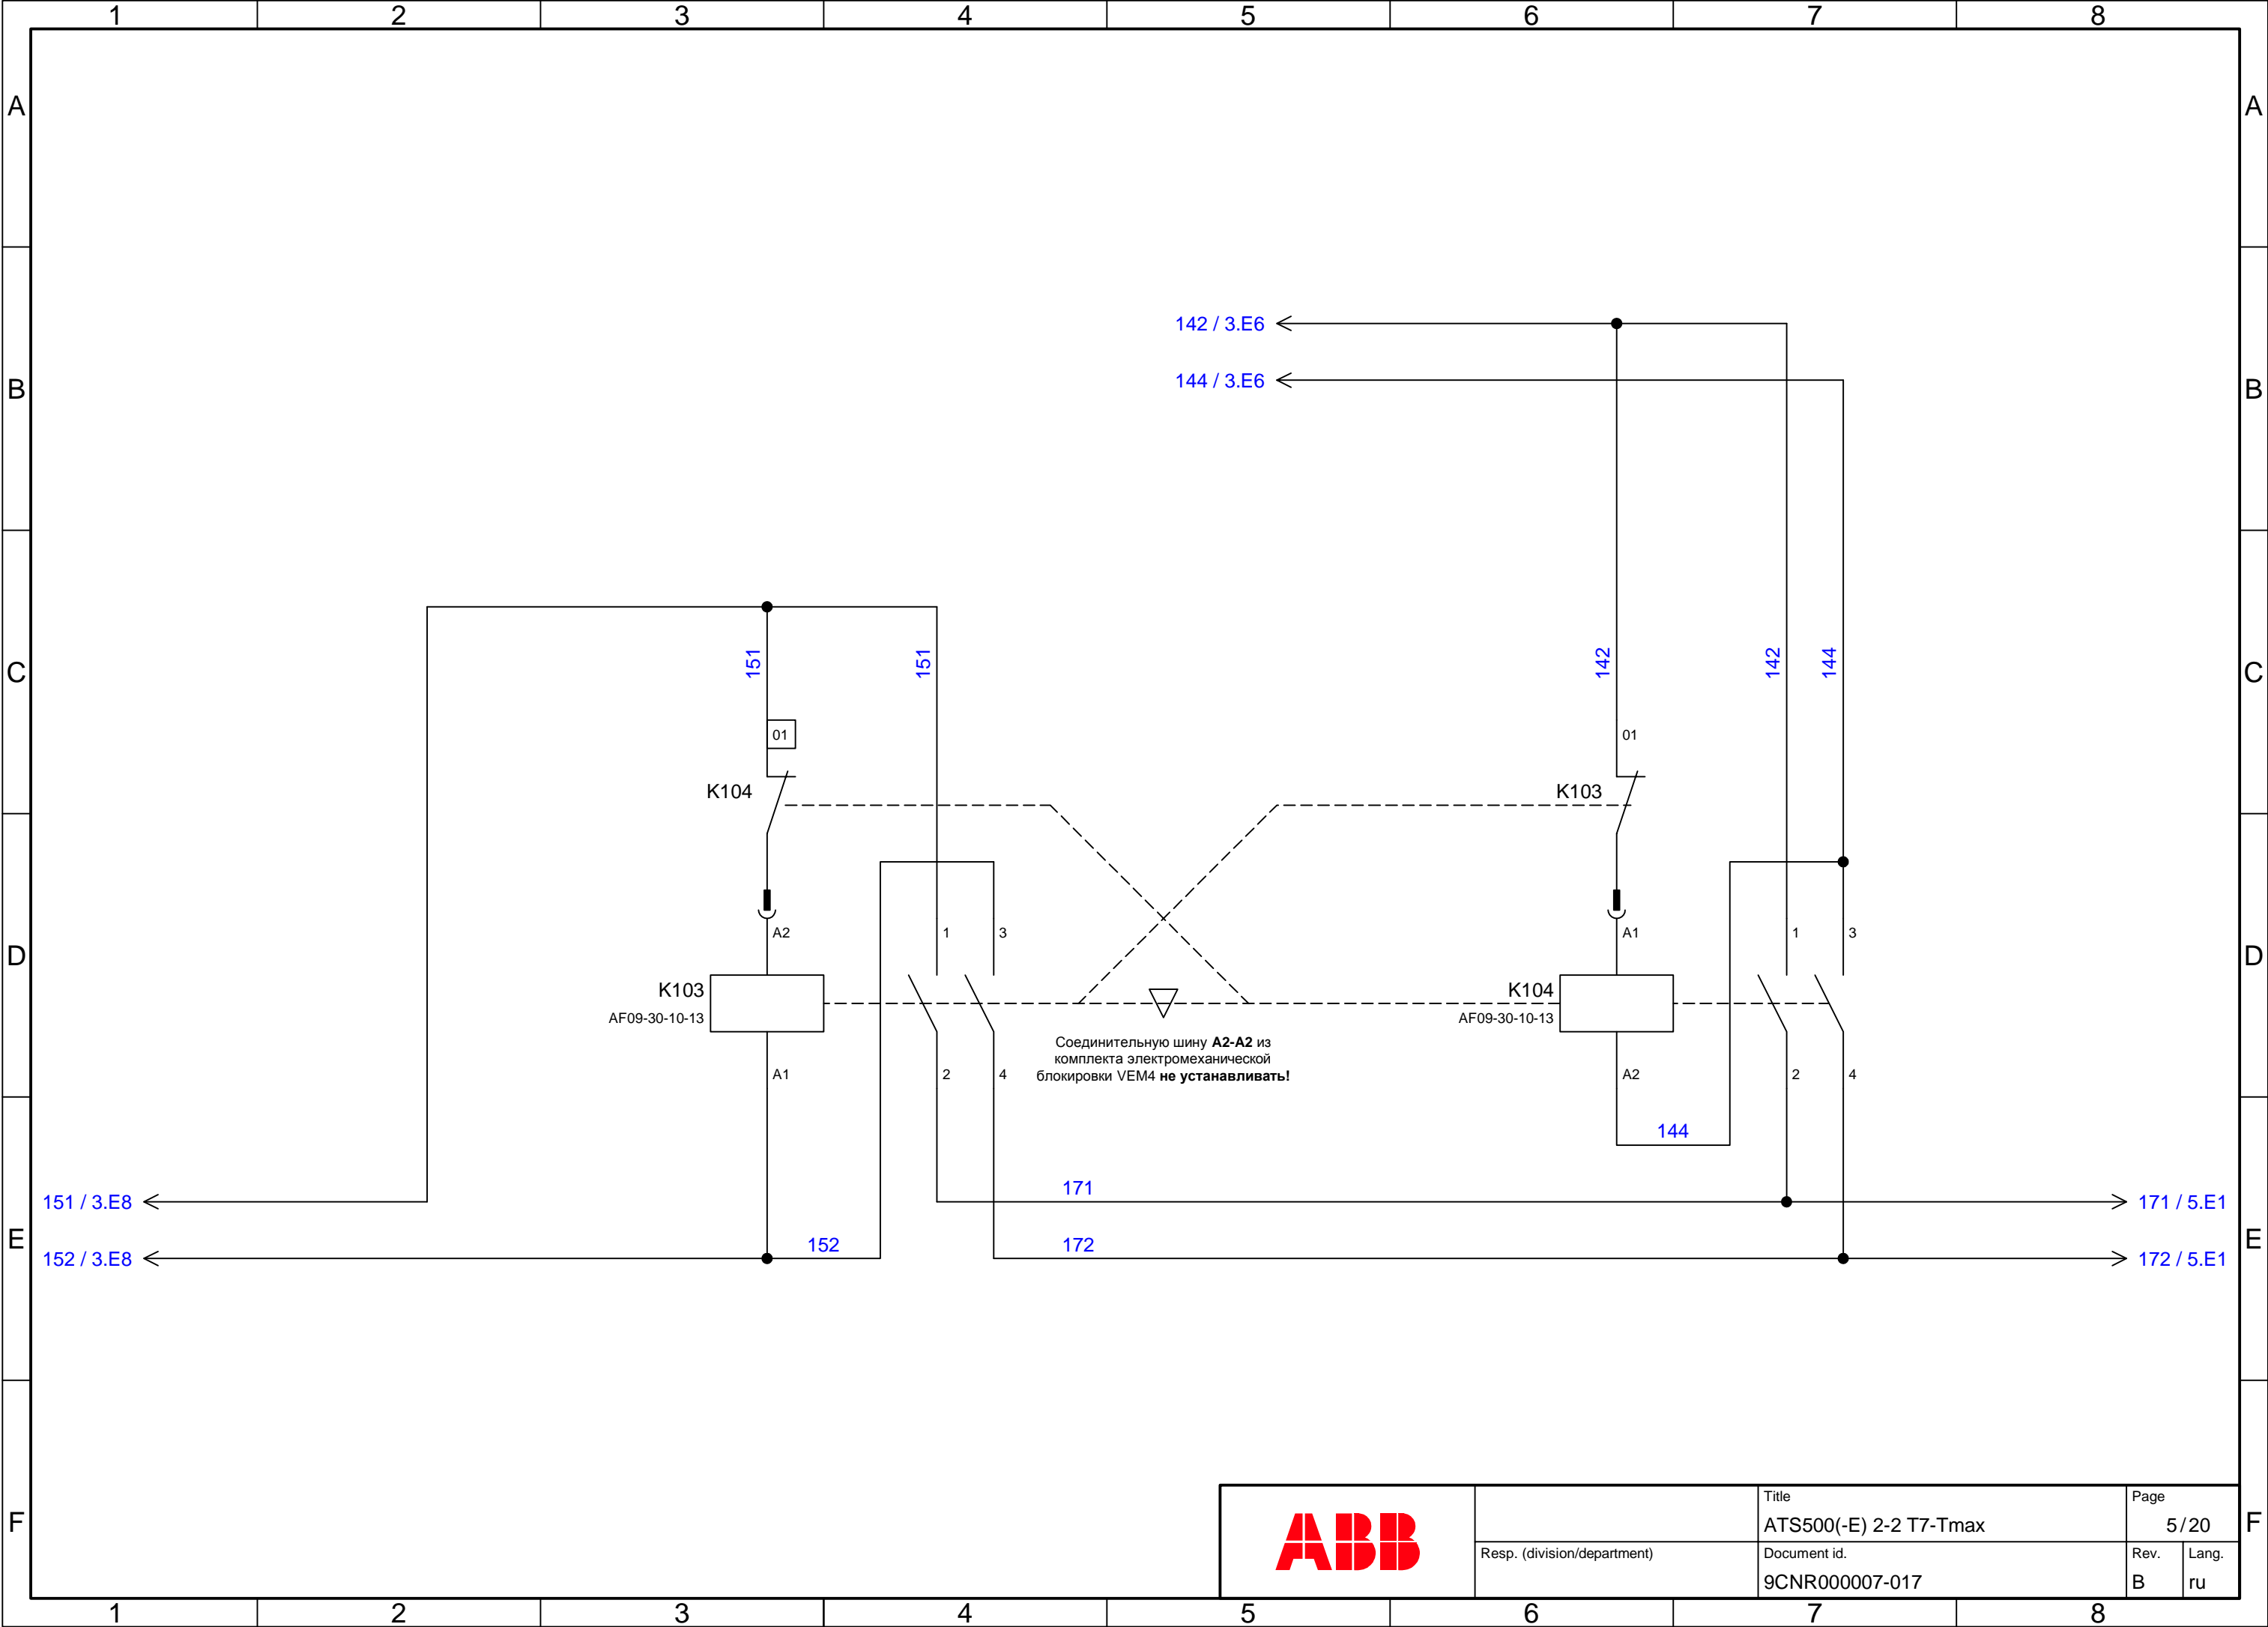 1 2 3 4 5 6 7 8
A A
142 / 3.E6
144 / 3.E6
B B
151 151 142 142 144
C C
01 01
K104 K103
A2 1 3 A1 1 3
D D
K103 K104
AF09-30-10-13 AF09-30-10-13
Соединительную шину A2-A2 из
комплекта электромеханической
блокировки VEM4 не устанавливать!
A1 2 4 A2 2 4
144
151 / 3.E8 171 171 / 5.E1
E E
152 / 3.E8 152 172 172 / 5.E1
ABB
Title
ATS500(-E) 2-2 T7-Tmax
Page
5/20
F F
Resp. (division/department)
Document id.
9CNR000007-017
Rev.
B
Lang.
ru
1 2 3 4 5 6 7 8